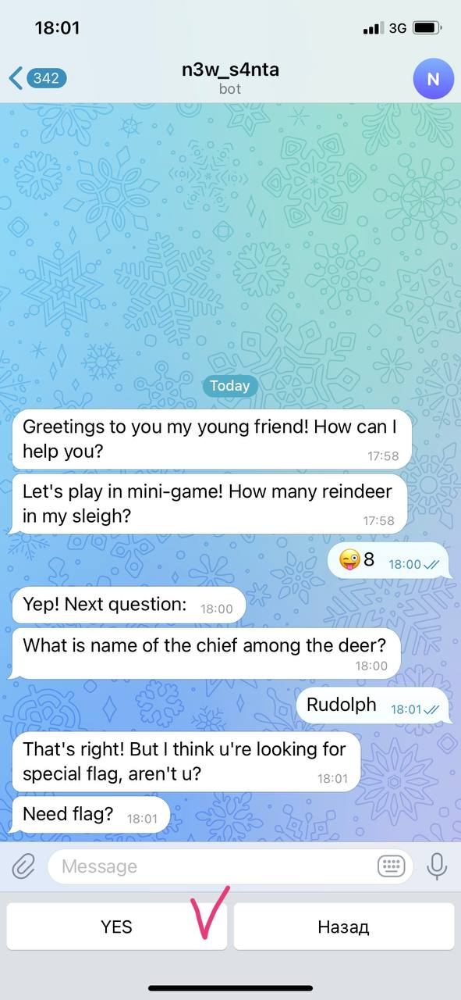 18:01
3G
342
n3w_s4nta
bot
N
Today
Greetings to you my young friend! How can I
help you?
17:58
Let's play in mini-game! How many reindeer
in my sleigh?
17:58
😜8
18:00
Yep! Next question:
18:00
What is name of the chief among the deer?
18:00
Rudolph
18:01
That's right! But I think u're looking for
special flag, aren't u?
18:01
Need flag?
18:01
Message
YES
Назад